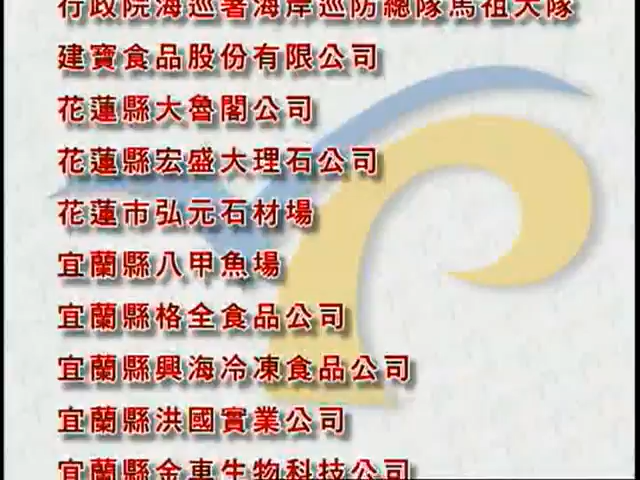 行政院海巡署海岸巡防總隊馬祖大隊
建寶食品股份有限公司
花蓮縣大魯閣公司
花蓮縣宏盛大理石公司
花蓮市弘元石材場
宜蘭縣八甲魚場
宜蘭縣格全食品公司
宜蘭縣興海冷凍食品公司
宜蘭縣洪國實業公司
宜蘭縣金車生物科技公司